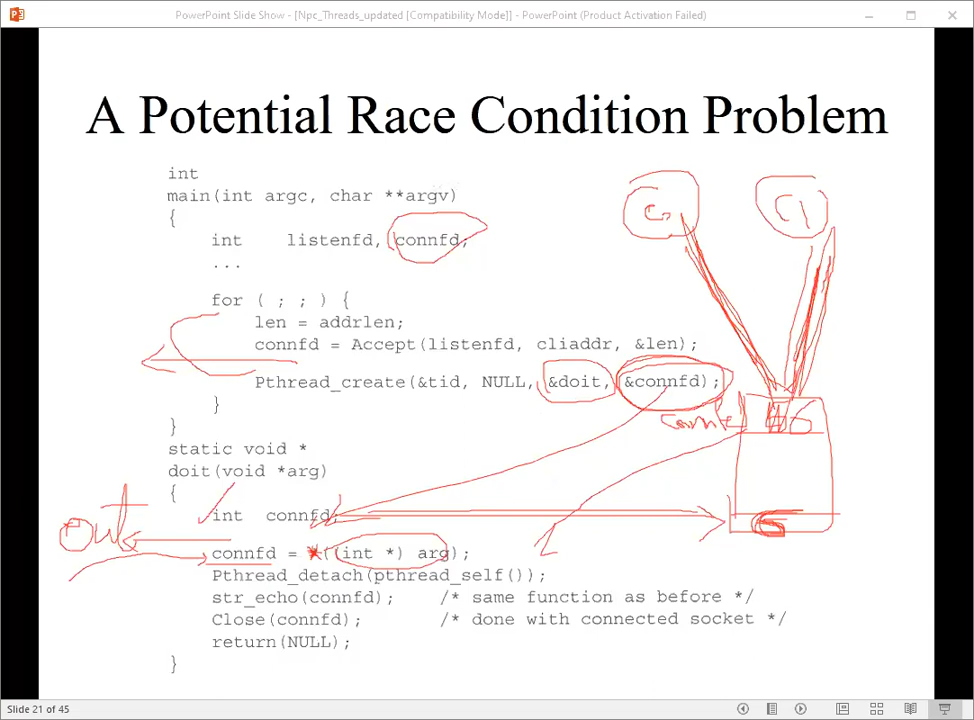 PowerPoint Slide Show - [Npc_Threads_updated [Compatibility Mode]] - PowerPoint (Product Activation Failed)
A Potential Race Condition Problem
int
main(int argc, char **argv)
{
int listenfd, connfd;
...
for ( ; ; ) {
len = addrlen;
connfd = Accept(listenfd, cliaddr, &len);
Pthread_create(&tid, NULL, &doit, &connfd);
}
}
static void *
doit(void *arg)
{
int connfd;
out
connfd = *((int *) arg);
Pthread_detach(pthread_self());
str_echo(connfd); /* same function as before */
Close(connfd); /* done with connected socket */
return(NULL);
}
Slide 21 of 45